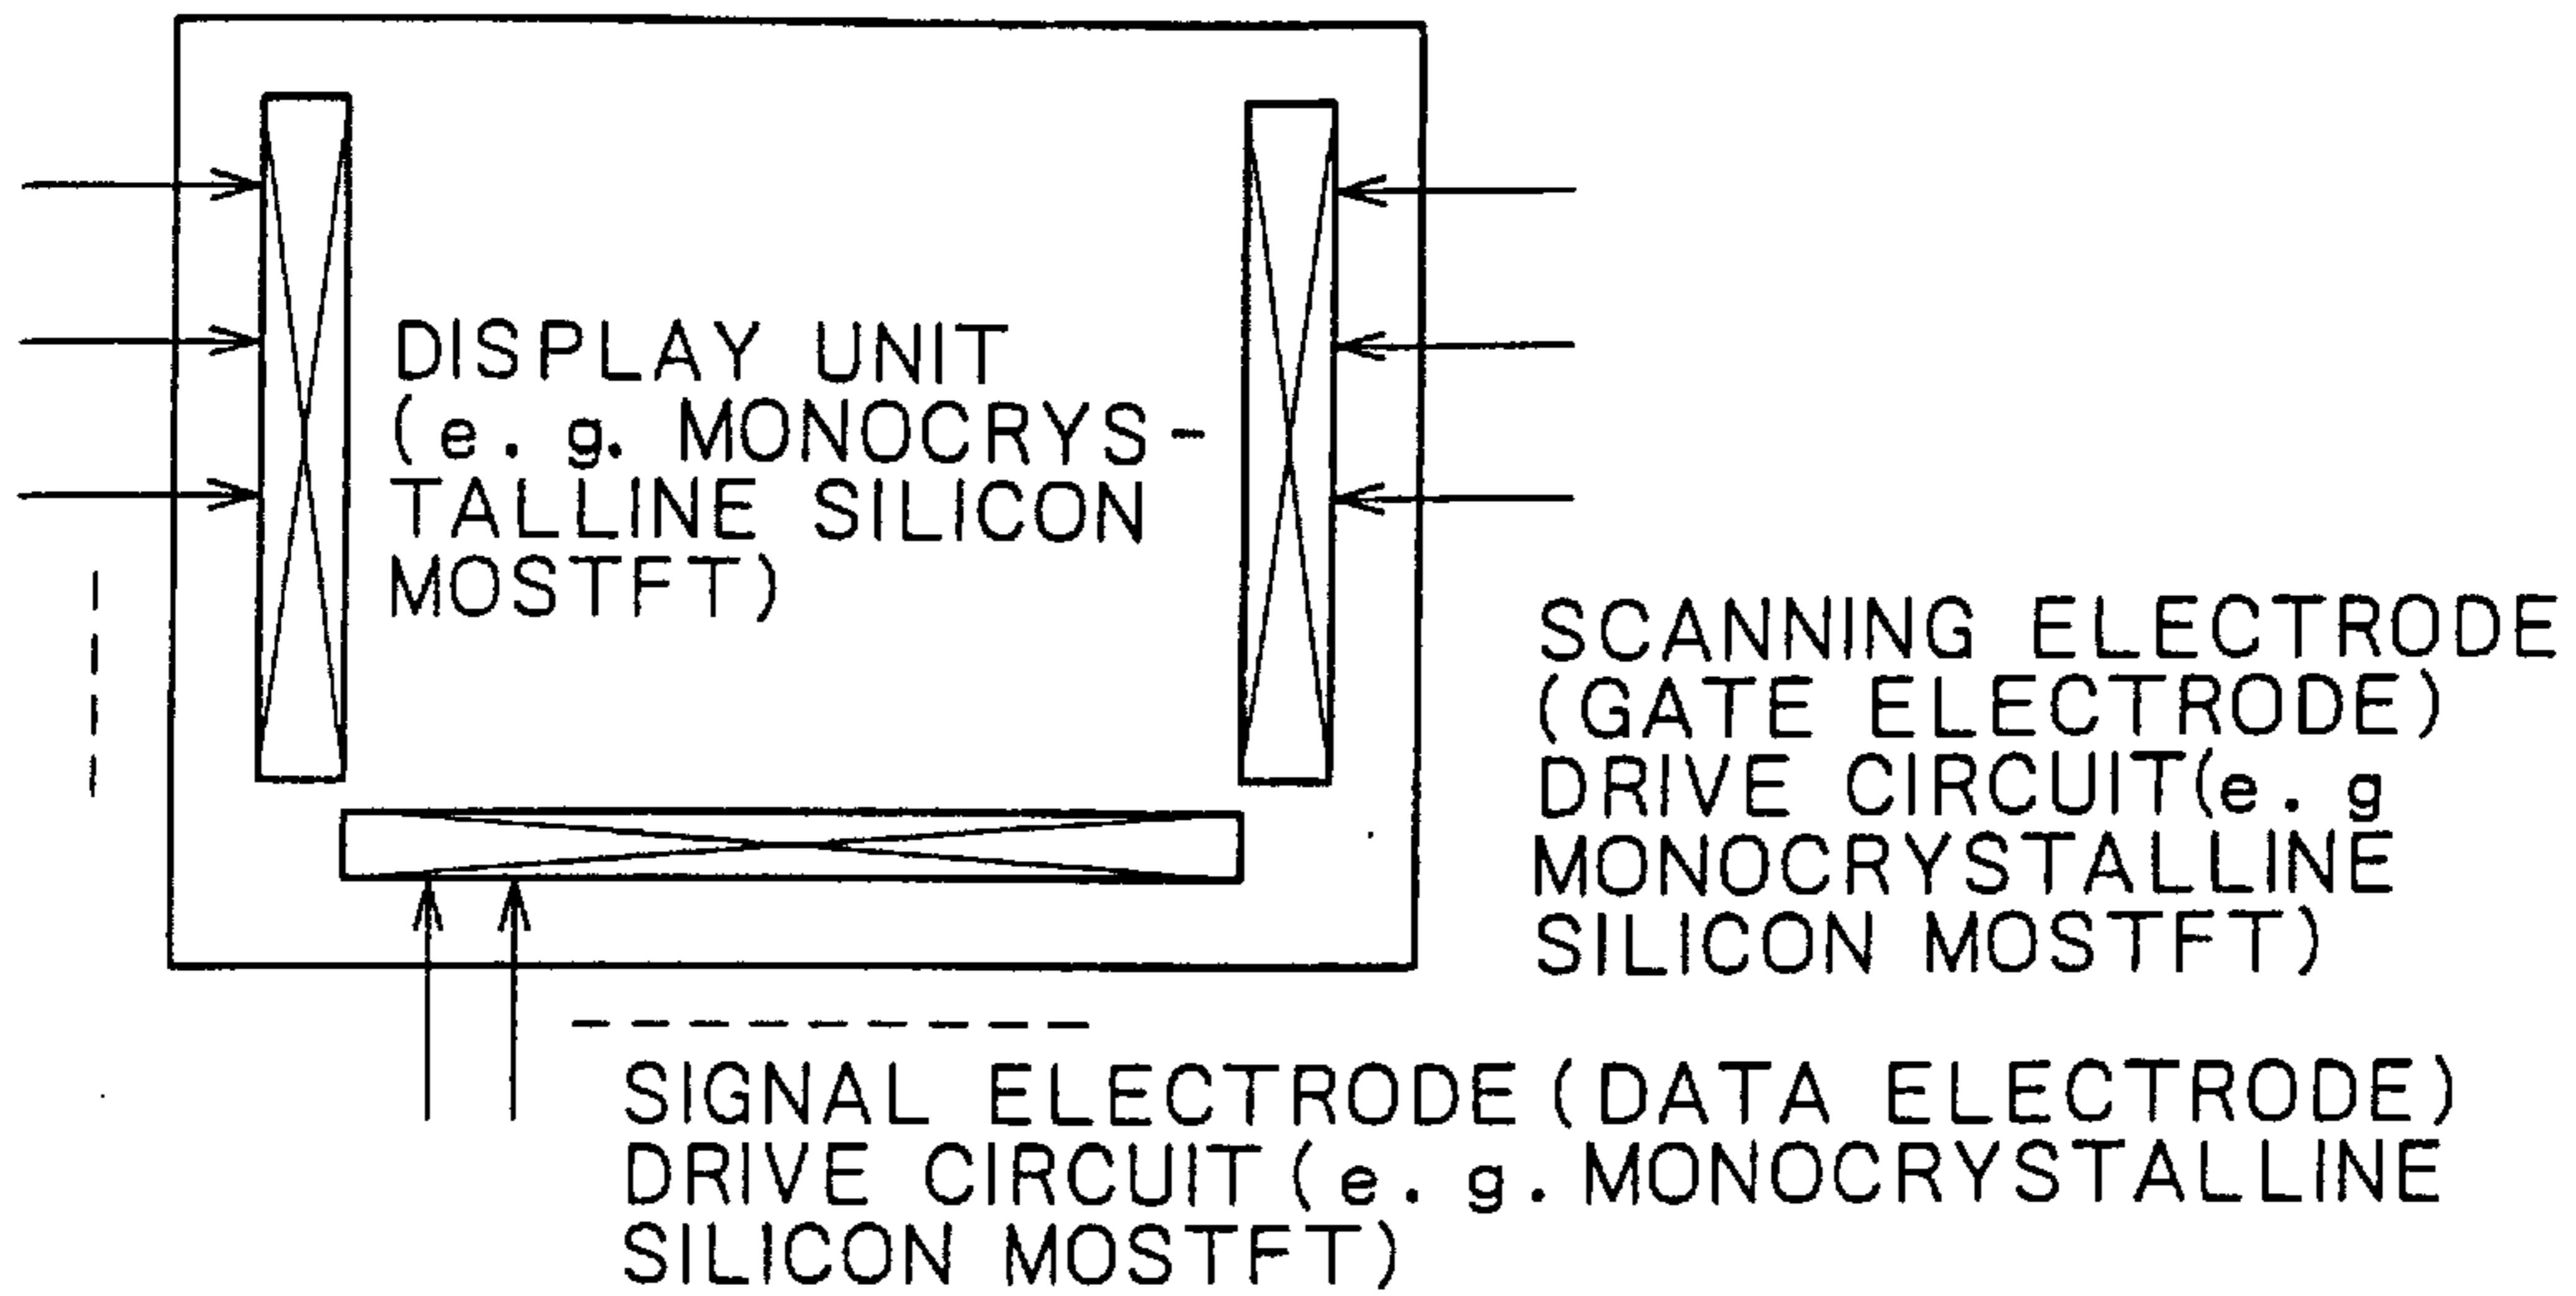 DISPLAY UNIT
(e. g. MONOCRYS-
TALLINE SILICON
MOSTFT)
SCANNING ELECTRODE
(GATE ELECTRODE)
DRIVE CIRCUIT(e. g
MONOCRYSTALLINE
SILICON MOSTFT)
SIGNAL ELECTRODE (DATA ELECTRODE)
DRIVE CIRCUIT (e. g. MONOCRYSTALLINE
SILICON MOSTFT)